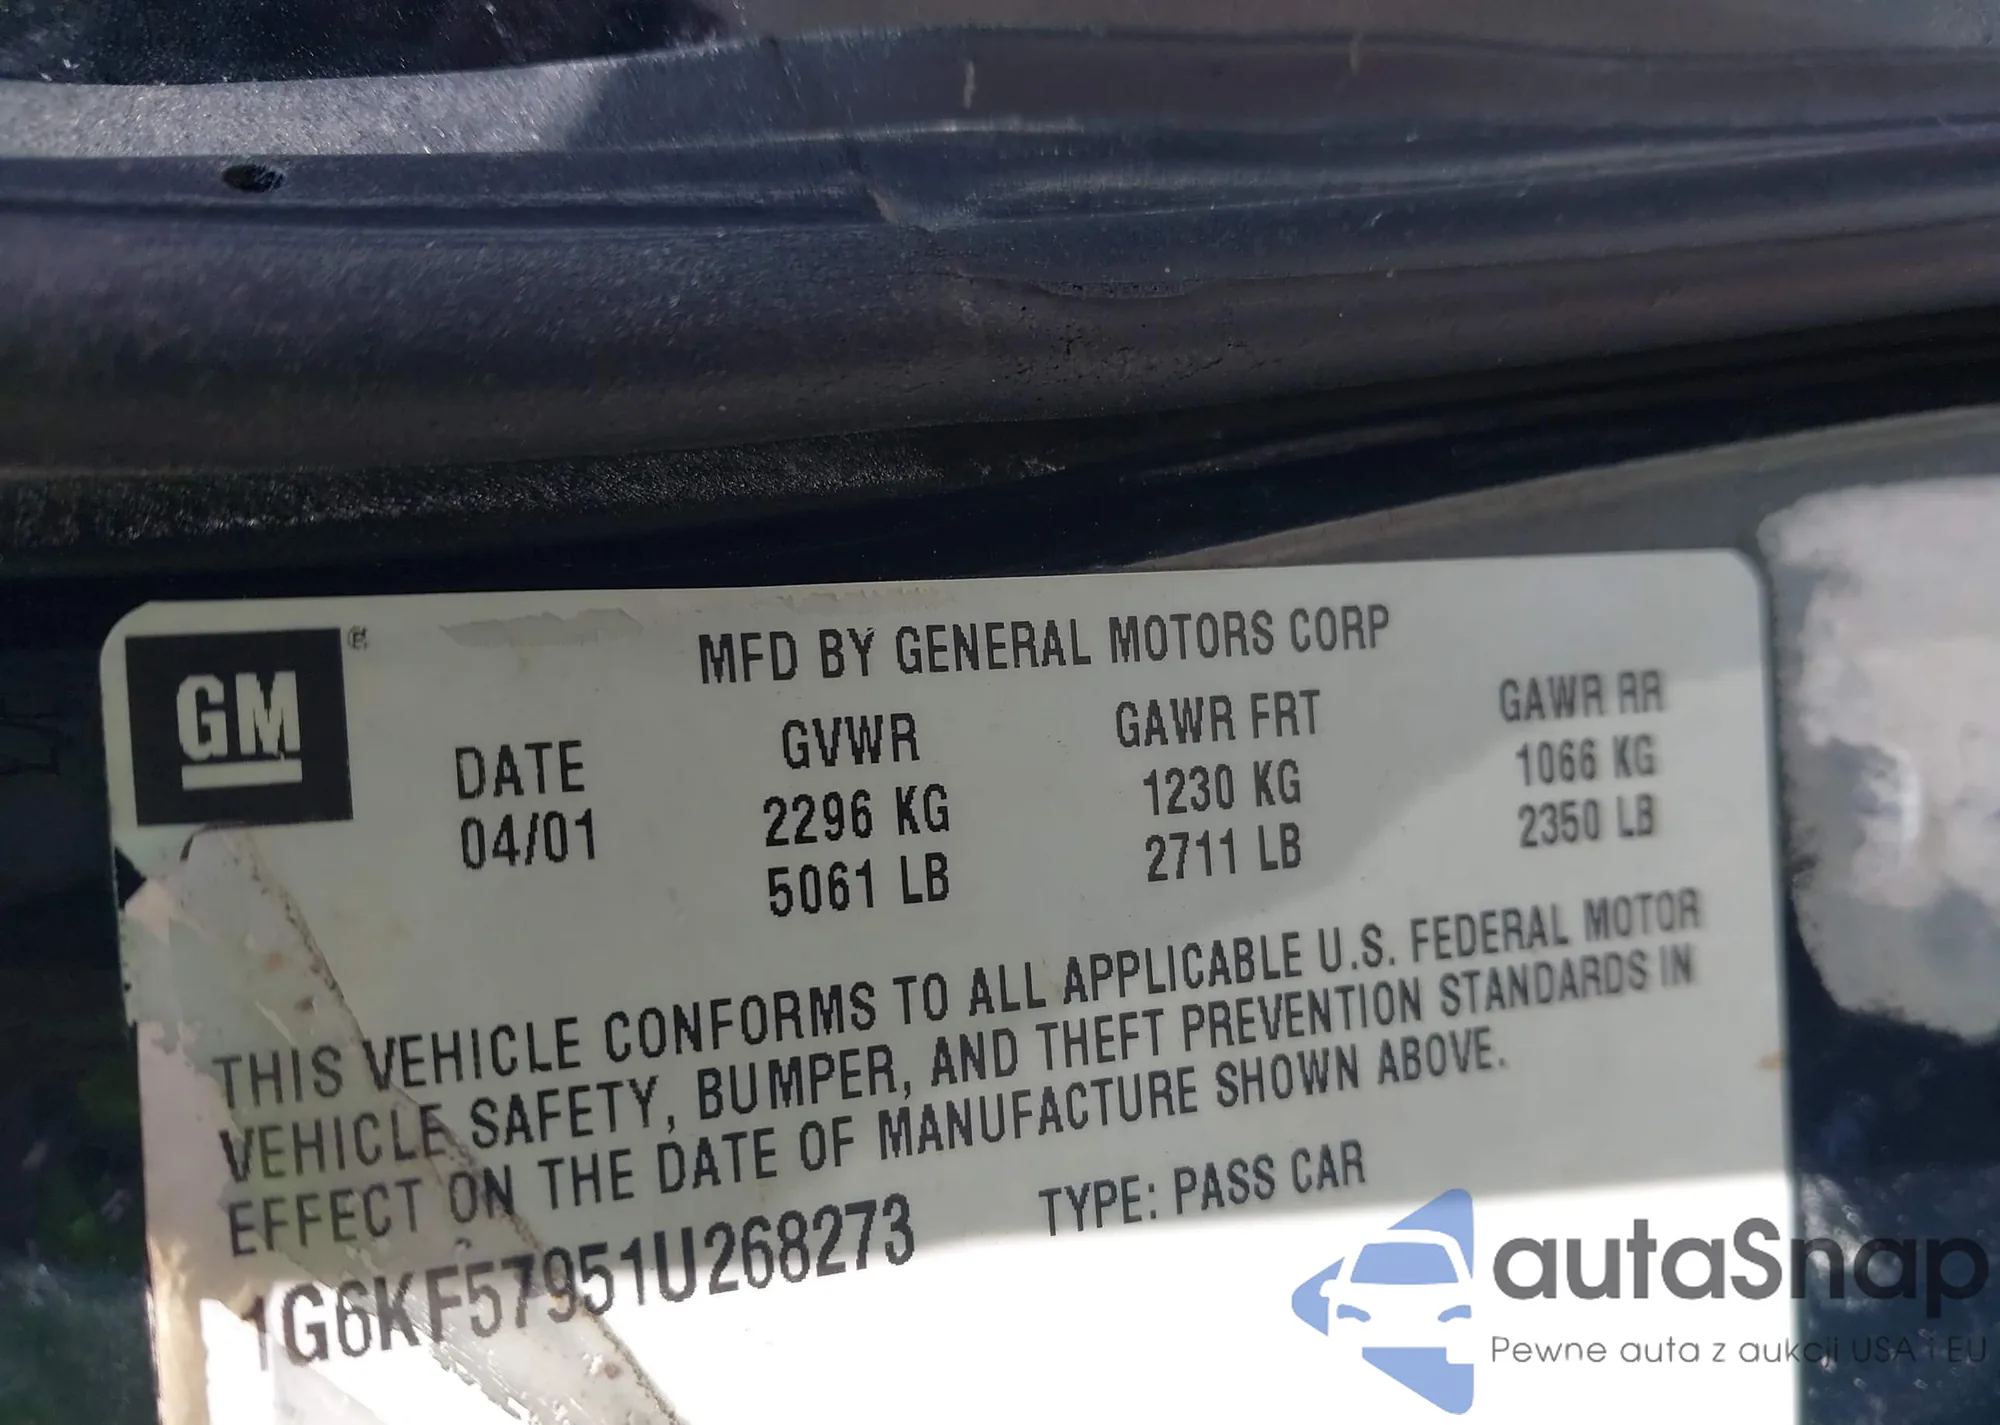 GM
MFD BY GENERAL MOTORS CORP
DATE GVWR GAWR FRT GAWR RR
04/01 2296 KG 1230 KG 1066 KG
5061 LB 2711 LB 2350 LB
THIS VEHICLE CONFORMS TO ALL APPLICABLE U.S. FEDERAL MOTOR
VEHICLE SAFETY, BUMPER, AND THEFT PREVENTION STANDARDS IN
EFFECT ON THE DATE OF MANUFACTURE SHOWN ABOVE.
1G6KF57951U268273 TYPE: PASS CAR
autaSnap
Pewne auta z aukcji USA i EU